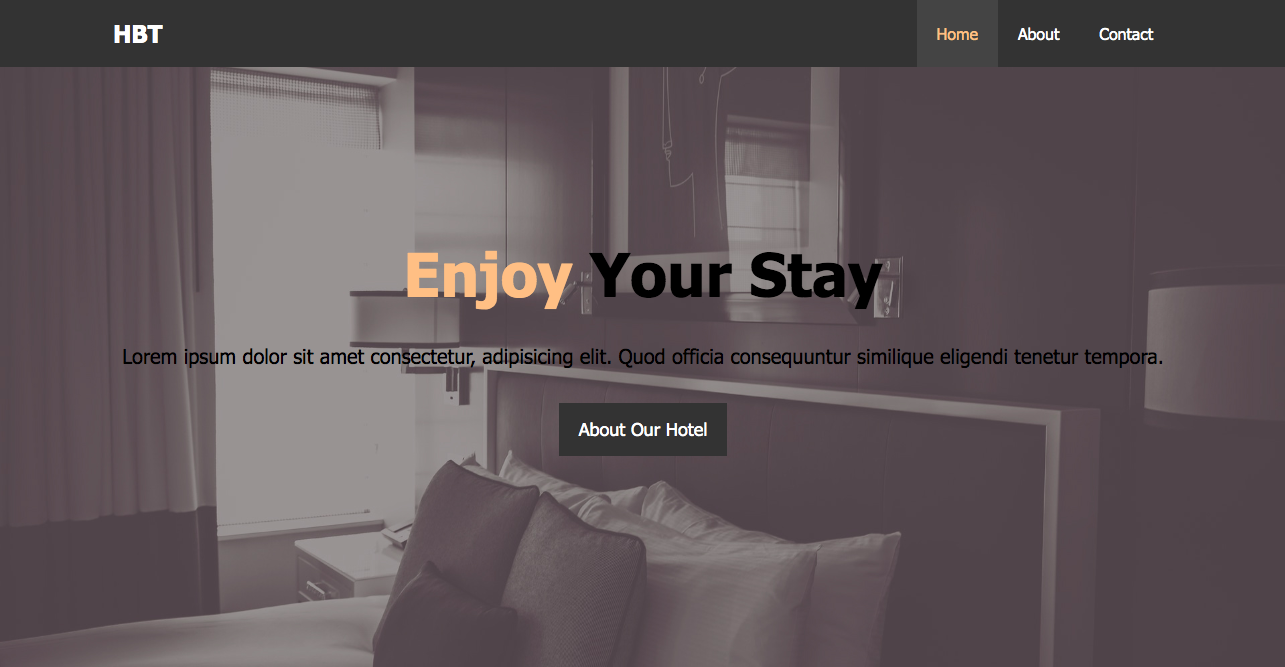 HBT
Home About Contact
Enjoy Your Stay
Lorem ipsum dolor sit amet consectetur, adipisicing elit. Quod officia consequuntur similique eligendi tenetur tempora.
About Our Hotel